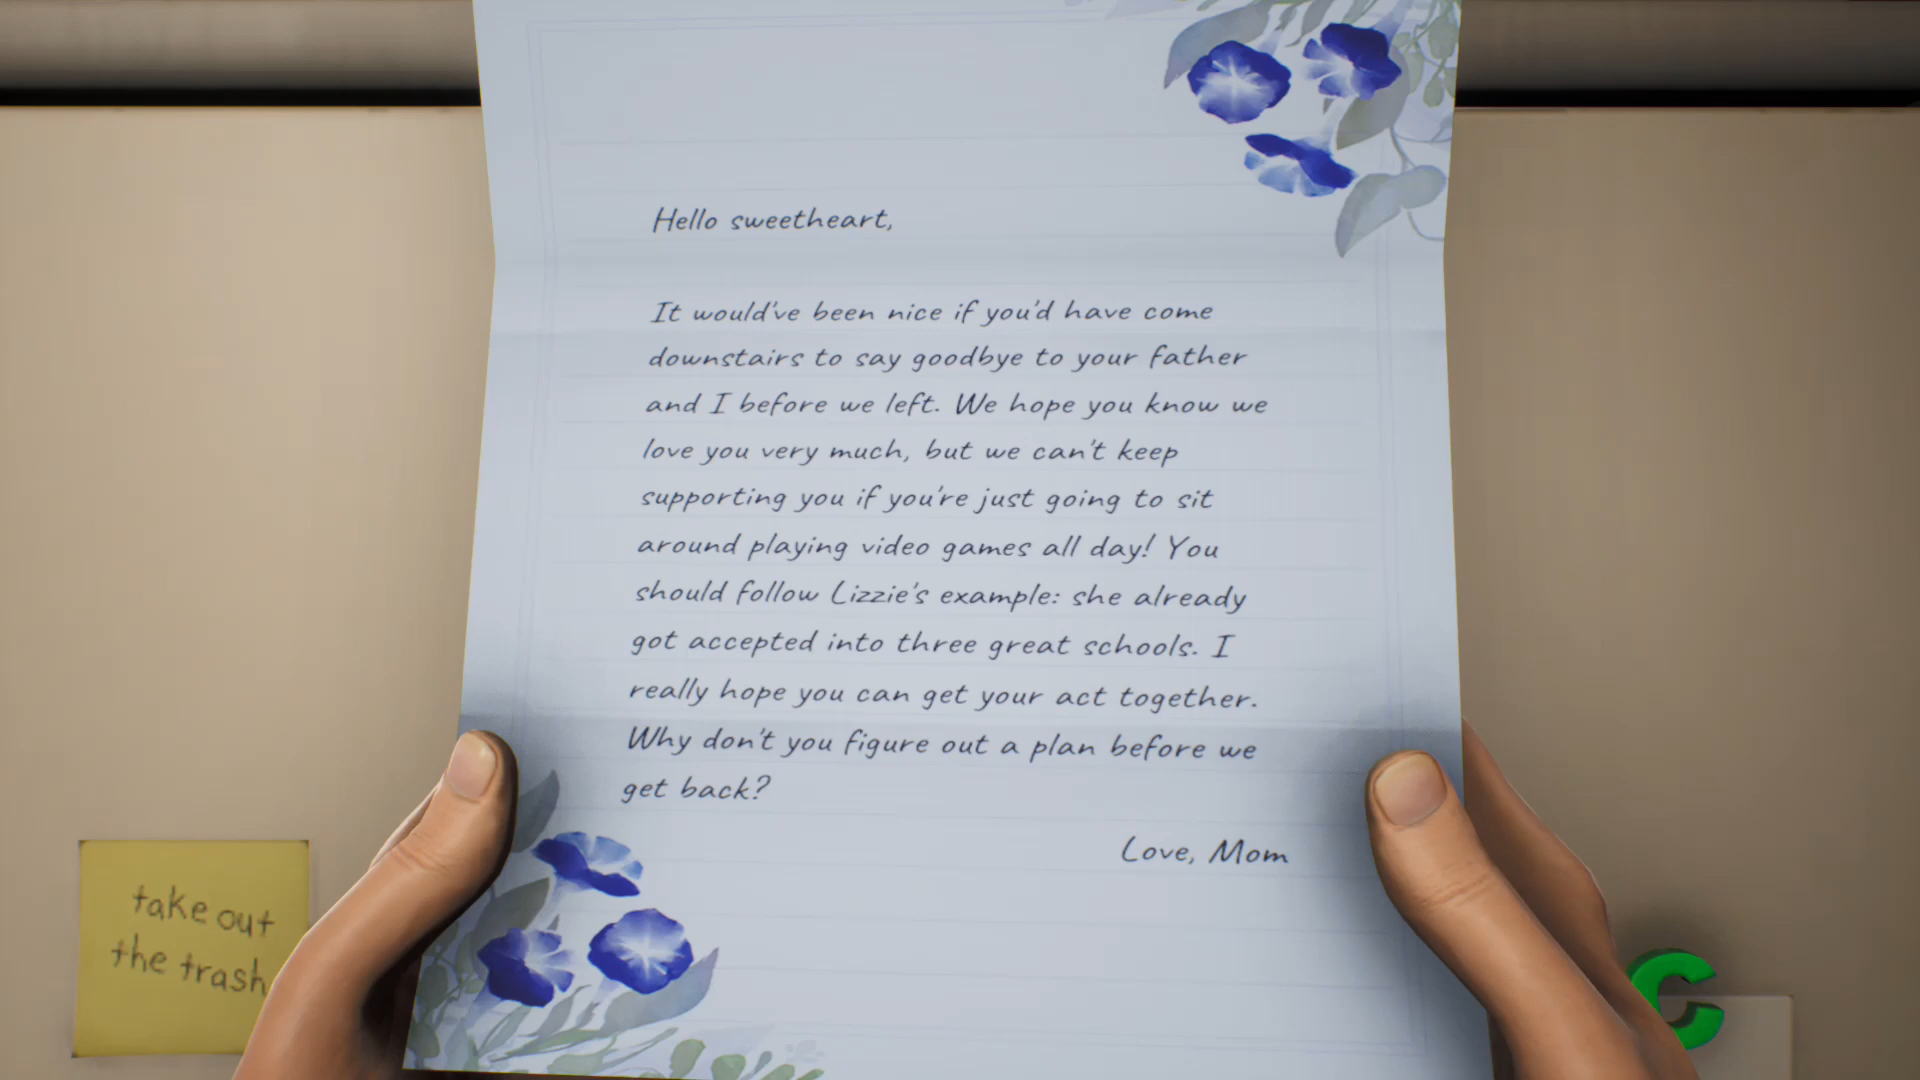 Hello sweetheart,
It would've been nice if you'd have come
downstairs to say goodbye to your father
and I before we left. We hope you know we
love you very much, but we can't keep
supporting you if you're just going to sit
around playing video games all day! You
should follow Lizzie's example: she already
got accepted into three great schools. I
really hope you can get your act together.
Why don't you figure out a plan before we
get back?
Love, Mom
take out
the trash
C